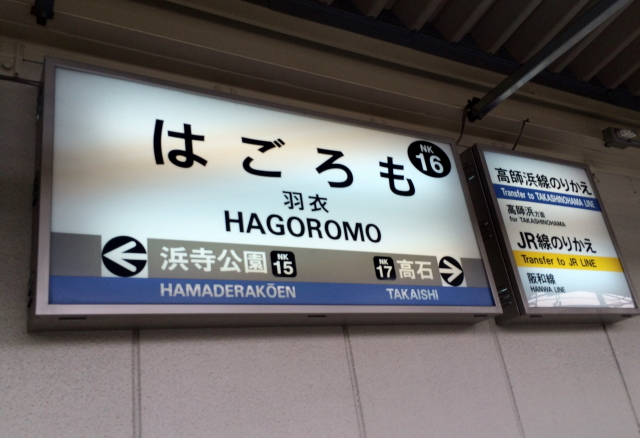 はごろも
NK
16
羽衣
HAGOROMO
浜寺公園 NK 15
HAMADERAKŌEN
NK 17 高石
TAKAISHI
高師浜線のりかえ
Transfer to TAKASHINOHAMA LINE
高師浜方面
for TAKASHINOHAMA
JR線のりかえ
Transfer to JR LINE
阪和線
HANWA LINE